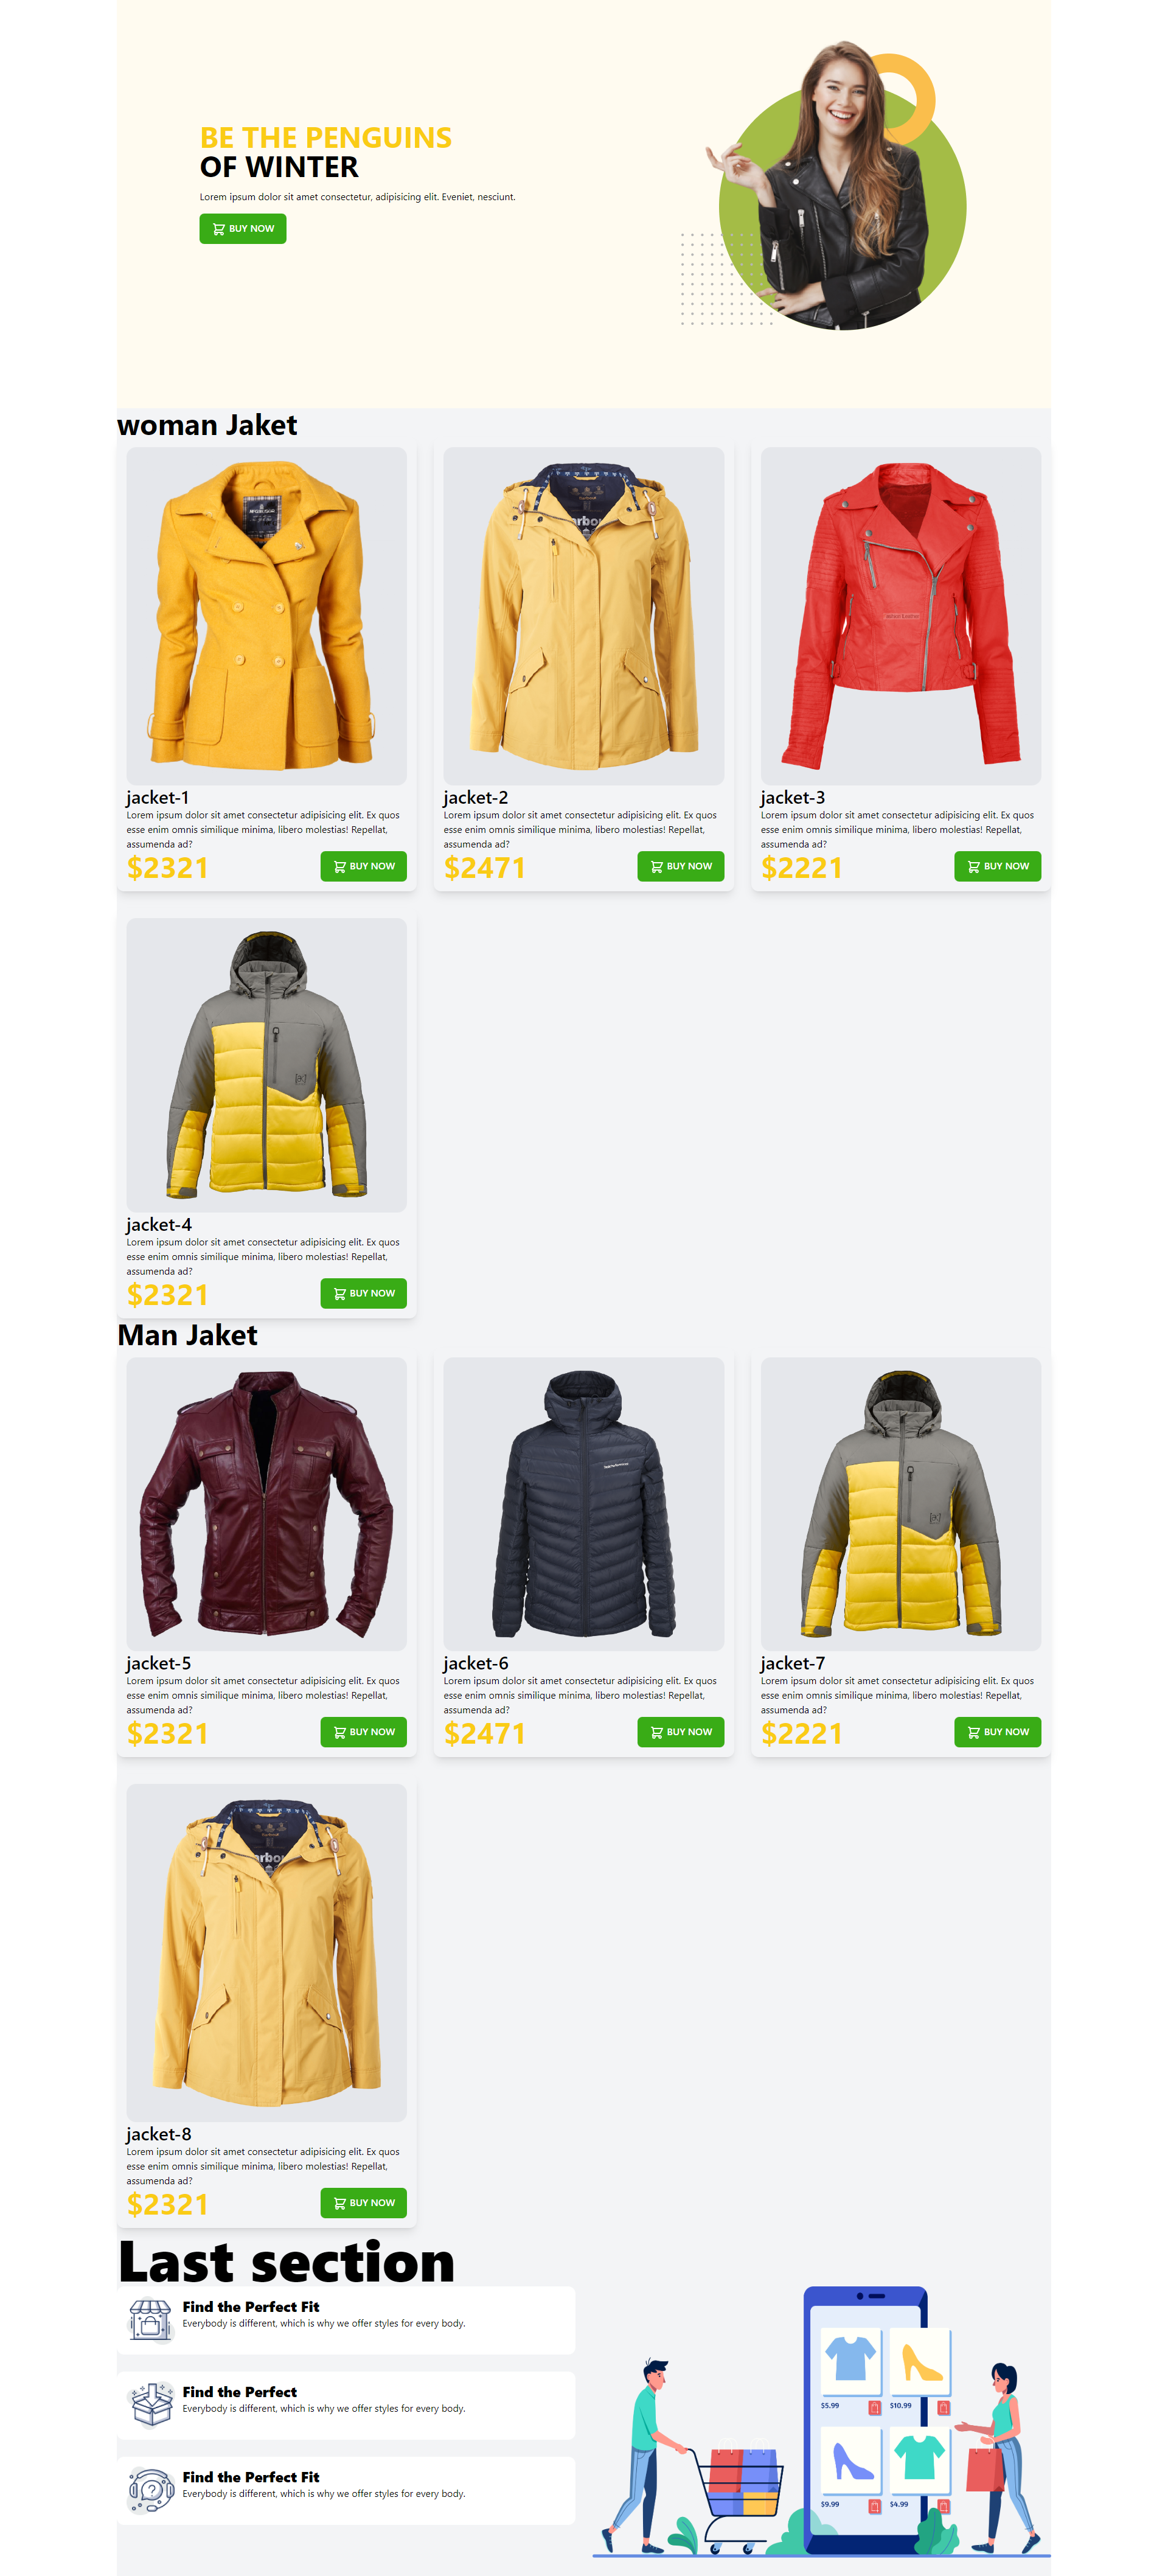 BE THE PENGUINS
OF WINTER
Lorem ipsum dolor sit amet consectetur, adipisicing elit. Eveniet, nesciunt.
BUY NOW
woman Jaket
jacket-1
Lorem ipsum dolor sit amet consectetur adipisicing elit. Ex quos
esse enim omnis similique minima, libero molestias! Repellat,
assumenda ad?
$2321
BUY NOW
jacket-2
Lorem ipsum dolor sit amet consectetur adipisicing elit. Ex quos
esse enim omnis similique minima, libero molestias! Repellat,
assumenda ad?
$2471
BUY NOW
jacket-3
Lorem ipsum dolor sit amet consectetur adipisicing elit. Ex quos
esse enim omnis similique minima, libero molestias! Repellat,
assumenda ad?
$2221
BUY NOW
jacket-4
Lorem ipsum dolor sit amet consectetur adipisicing elit. Ex quos
esse enim omnis similique minima, libero molestias! Repellat,
assumenda ad?
$2321
BUY NOW
Man Jaket
jacket-5
Lorem ipsum dolor sit amet consectetur adipisicing elit. Ex quos
esse enim omnis similique minima, libero molestias! Repellat,
assumenda ad?
$2321
BUY NOW
jacket-6
Lorem ipsum dolor sit amet consectetur adipisicing elit. Ex quos
esse enim omnis similique minima, libero molestias! Repellat,
assumenda ad?
$2471
BUY NOW
jacket-7
Lorem ipsum dolor sit amet consectetur adipisicing elit. Ex quos
esse enim omnis similique minima, libero molestias! Repellat,
assumenda ad?
$2221
BUY NOW
jacket-8
Lorem ipsum dolor sit amet consectetur adipisicing elit. Ex quos
esse enim omnis similique minima, libero molestias! Repellat,
assumenda ad?
$2321
BUY NOW
Last section
Find the Perfect Fit
Everybody is different, which is why we offer styles for every body.
Find the Perfect
Everybody is different, which is why we offer styles for every body.
Find the Perfect Fit
Everybody is different, which is why we offer styles for every body.
$5.99
$10.99
$9.99
$4.99